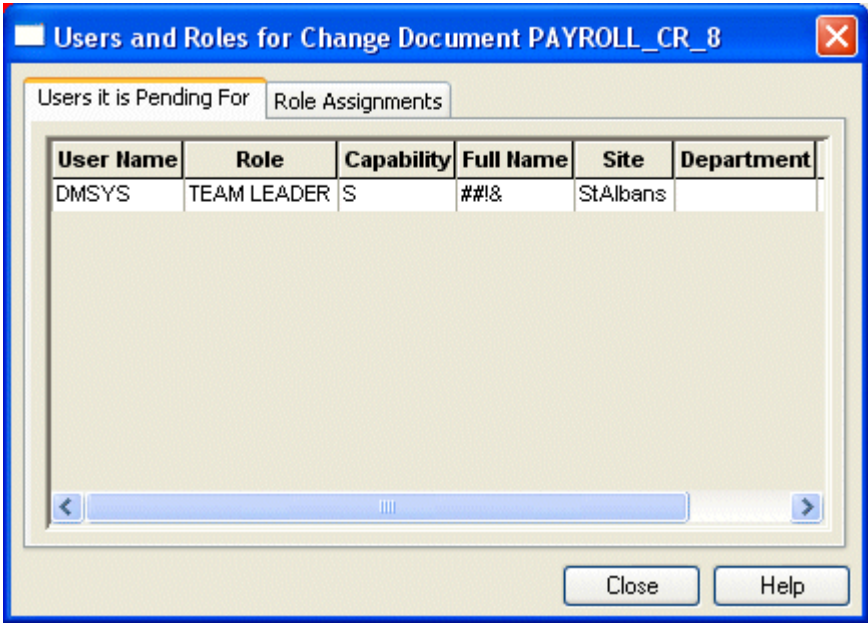 Users and Roles for Change Document PAYROLL_CR_8
Users it is Pending For Role Assignments
User Name Role Capability Full Name Site Department
DMSYS TEAM LEADER S ##!& StAlbans
Close Help